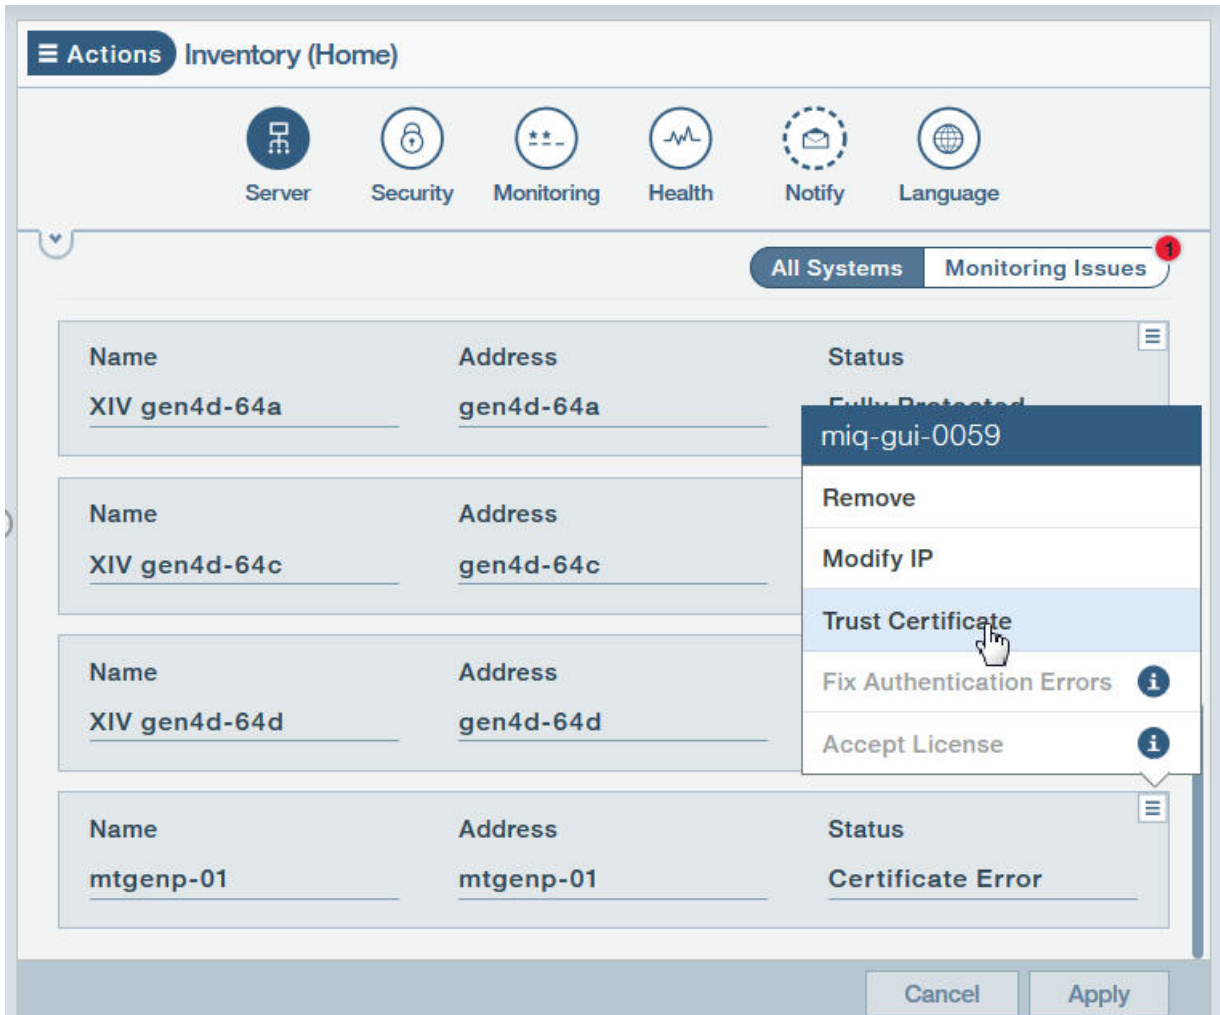 Actions Inventory (Home)
Server Security Monitoring Health Notify Language
All Systems Monitoring Issues 1
Name Address Status
XIV gen4d-64a gen4d-64a Fully Protected
miq-gui-0059
Remove
Modify IP
Trust Certificate
Fix Authentication Errors
Accept License
Name Address
XIV gen4d-64c gen4d-64c
Name Address
XIV gen4d-64d gen4d-64d
Name Address Status
mtgenp-01 mtgenp-01 Certificate Error
Cancel Apply